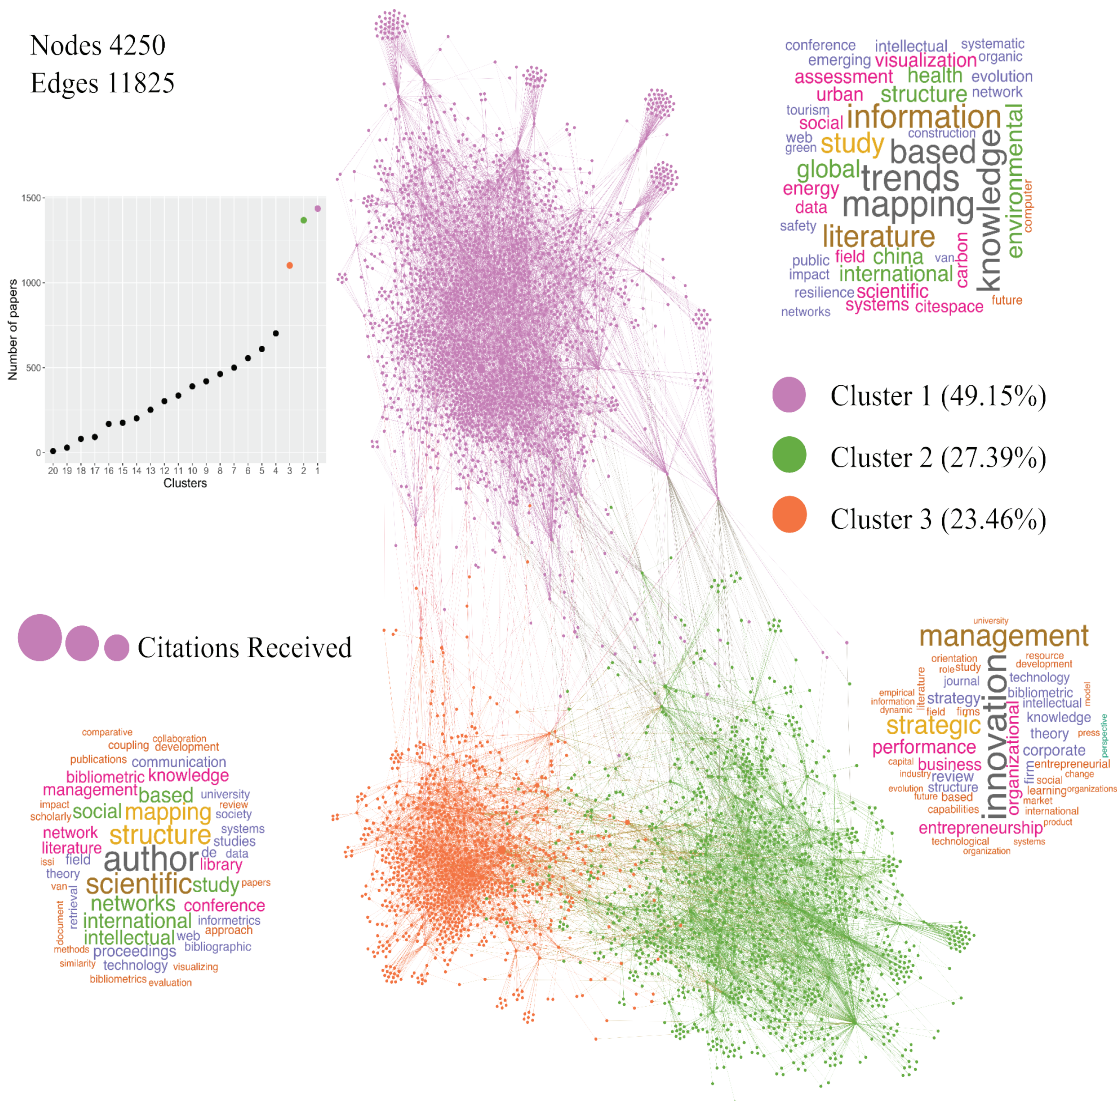 Nodes 4250
Edges 11825
1500
1000
500
0
Number of papers
20 19 18 17 16 15 14 13 12 11 10 9 8 7 6 5 4 3 2 1
Clusters
conference intellectual systematic
emerging visualization organic
assessment health evolution
urban structure network
tourism
social information
web construction
green study based
global trends
energy
data mapping
knowledge
environmental
computer
safety
literature
public field china van
impact international
carbon
resilience scientific
systems citespace future
networks
Cluster 1 (49.15%)
Cluster 2 (27.39%)
Cluster 3 (23.46%)
Citations Received
comparative
collaboration
coupling development
publications communication
bibliometric knowledge
management based university
impact review
scholarly social mapping society
network structure systems
studies
literature author de data
issi field library
theory
van scientific study papers
retrieval
document
networks conference
international informetrics
approach
intellectual web
methods proceedings bibliographic
similarity technology visualizing
bibliometrics evaluation
university
management
orientation resource
role study development
literature
journal technology
empirical bibliometric
model
information strategy intellectual
dynamic field firms knowledge
strategic innovation theory press
perspective
performance organizational corporate
capital business firm entrepreneurial
industry review social change
evolution structure learning organizations
future based market
capabilities international
entrepreneurship product
technological systems
organization